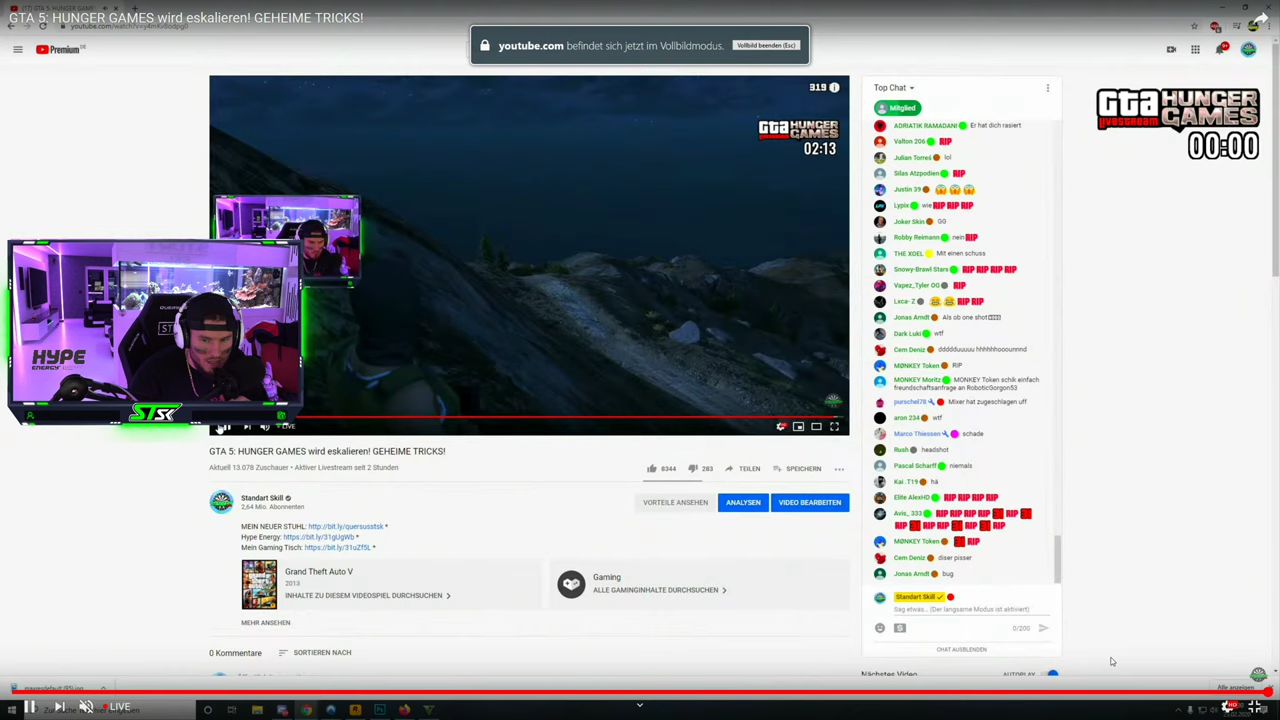 GTA 5: HUNGER GAMES wird eskalieren! GEHEIME TRICKS!
youtube.com befindet sich jetzt im Vollbildmodus.
Vollbild beenden (Esc)
Premium
DE
9+
319
GTA HUNGER GAMES
LIVESTREAM
02:13
GTA HUNGER GAMES
LIVESTREAM
00:00
HYPE
ENERGY
STSK
LIVE
Top Chat
Mitglied
ADRIATIK RAMADANI Er hat dich rasiert
Valton 206 RIP
Julian Torres lol
Silas Atzpodien RIP
Justin 39
Lypix wie RIP RIP RIP
Joker Skin GG
Robby Reimann nein RIP
THE XOEL Mit einen schuss
Snowy-Brawl Stars RIP RIP RIP RIP
Vapez_Tyler OG RIP
Lxca- Z RIP RIP
Jonas Arndt Als ob one shot
Dark Luki wtf
Cem Deniz ddddduuuuu hhhhhhooounnnd
MØNKEY Token RIP
MONKEY Moritz MONKEY Token schik einfach
freundschaftsanfrage an RoboticGorgon53
purschel78 Mixer hat zugeschlagen uff
aron 234 wtf
Marco Thiessen schade
Rush headshot
Pascal Scharff niemals
Kai .T19 hä
Elite AlexHD RIP RIP RIP RIP
Avis_ 333 RIP RIP RIP RIP RIP
RIP RIP RIP RIP RIP
MØNKEY Token RIP
Cem Deniz diser pisser
Jonas Arndt bug
Standart Skill
Sag etwas... (Der langsame Modus ist aktiviert)
0/200
CHAT AUSBLENDEN
GTA 5: HUNGER GAMES wird eskalieren! GEHEIME TRICKS!
Aktuell 13.078 Zuschauer • Aktiver Livestream seit 2 Stunden
8344
283
TEILEN
SPEICHERN
Standart Skill
2,64 Mio. Abonnenten
VORTEILE ANSEHEN
ANALYSEN
VIDEO BEARBEITEN
MEIN NEUER STUHL: http://bit.ly/quersusstsk *
Hype Energy: https://bit.ly/31gUgWb *
Mein Gaming Tisch: https://bit.ly/31uZf5L *
Grand Theft Auto V
2013
INHALTE ZU DIESEM VIDEOSPIEL DURCHSUCHEN
Gaming
ALLE GAMINGINHALTE DURCHSUCHEN
MEHR ANSEHEN
0 Kommentare
SORTIEREN NACH
Nächstes Video
AUTOPLAY
Alle anzeigen
LIVE
HD